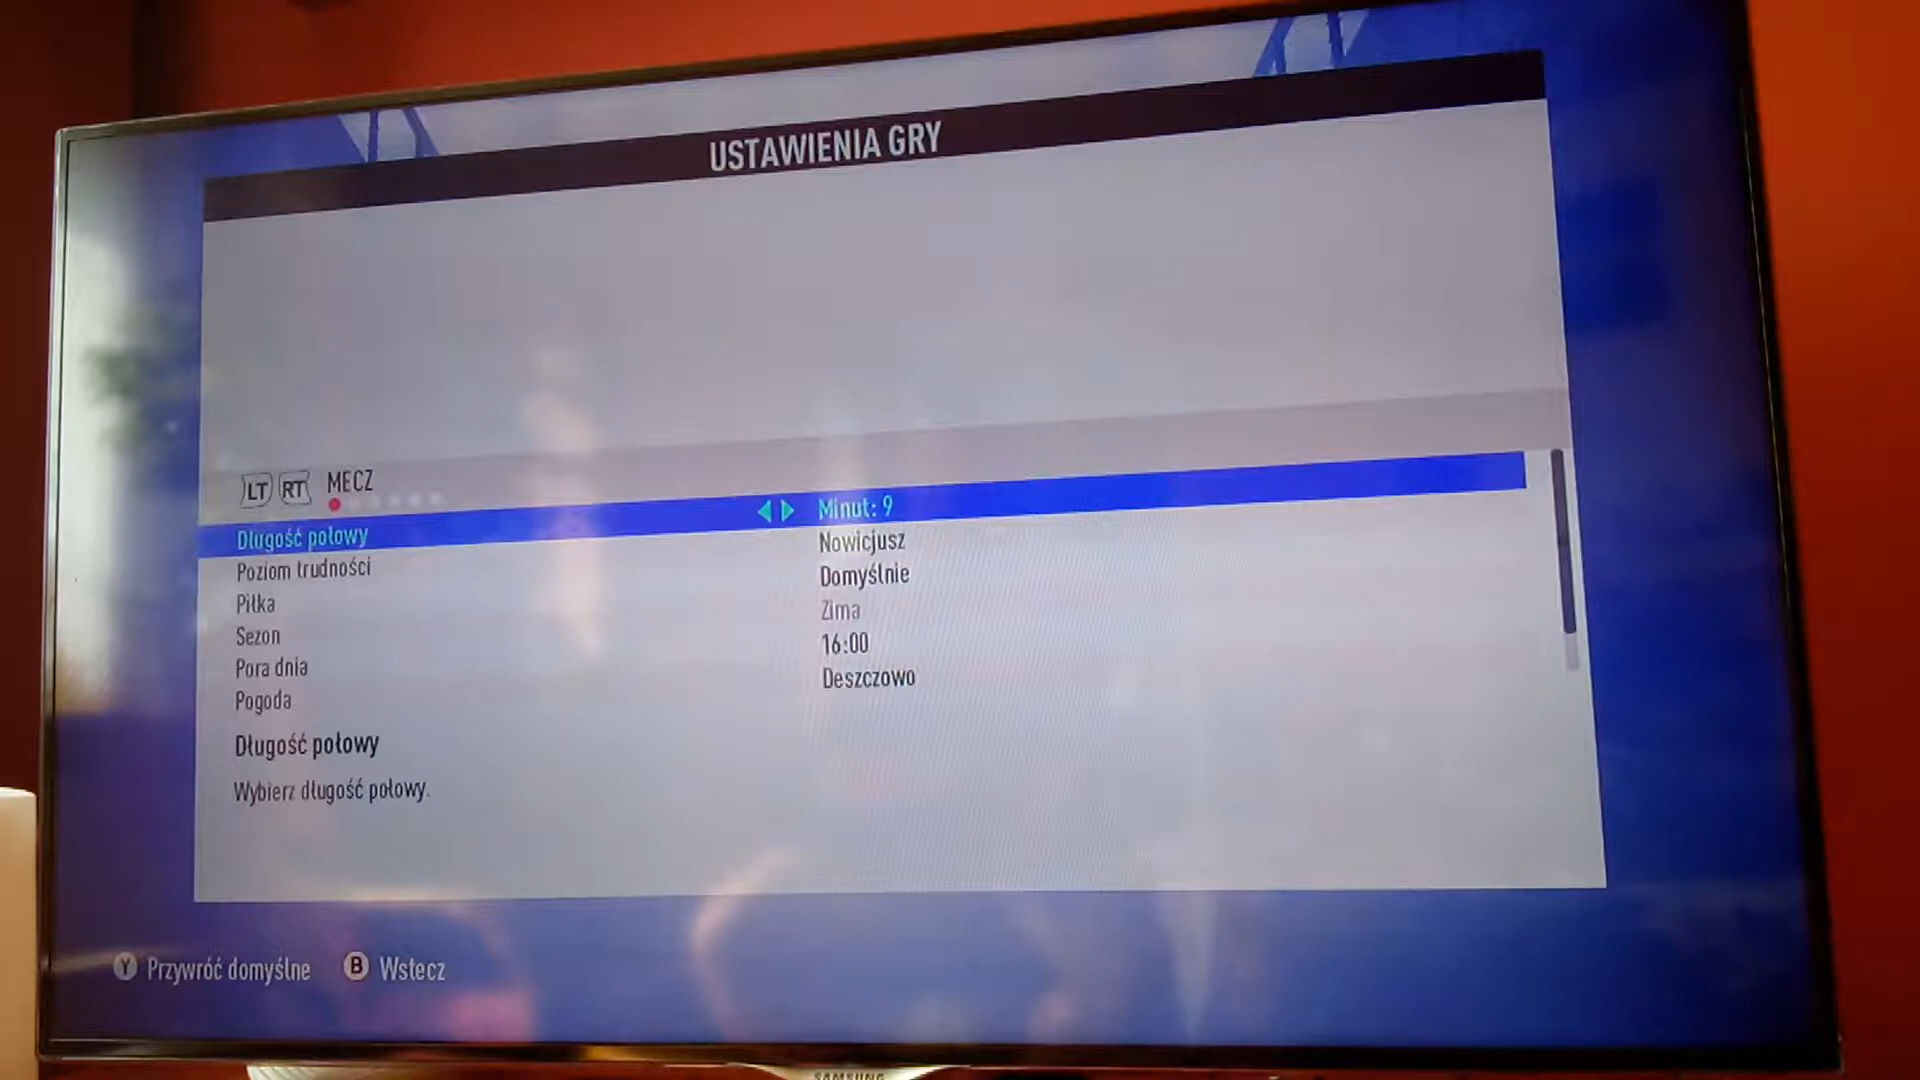 USTAWIENIA GRY
LT RT MECZ
Długość połowy Minut: 9
Poziom trudności Nowicjusz
Piłka Domyślnie
Sezon Zima
Pora dnia 16:00
Pogoda Deszczowo
Długość połowy
Wybierz długość połowy.
Y Przywróć domyślne B Wstecz
SAMSUNG